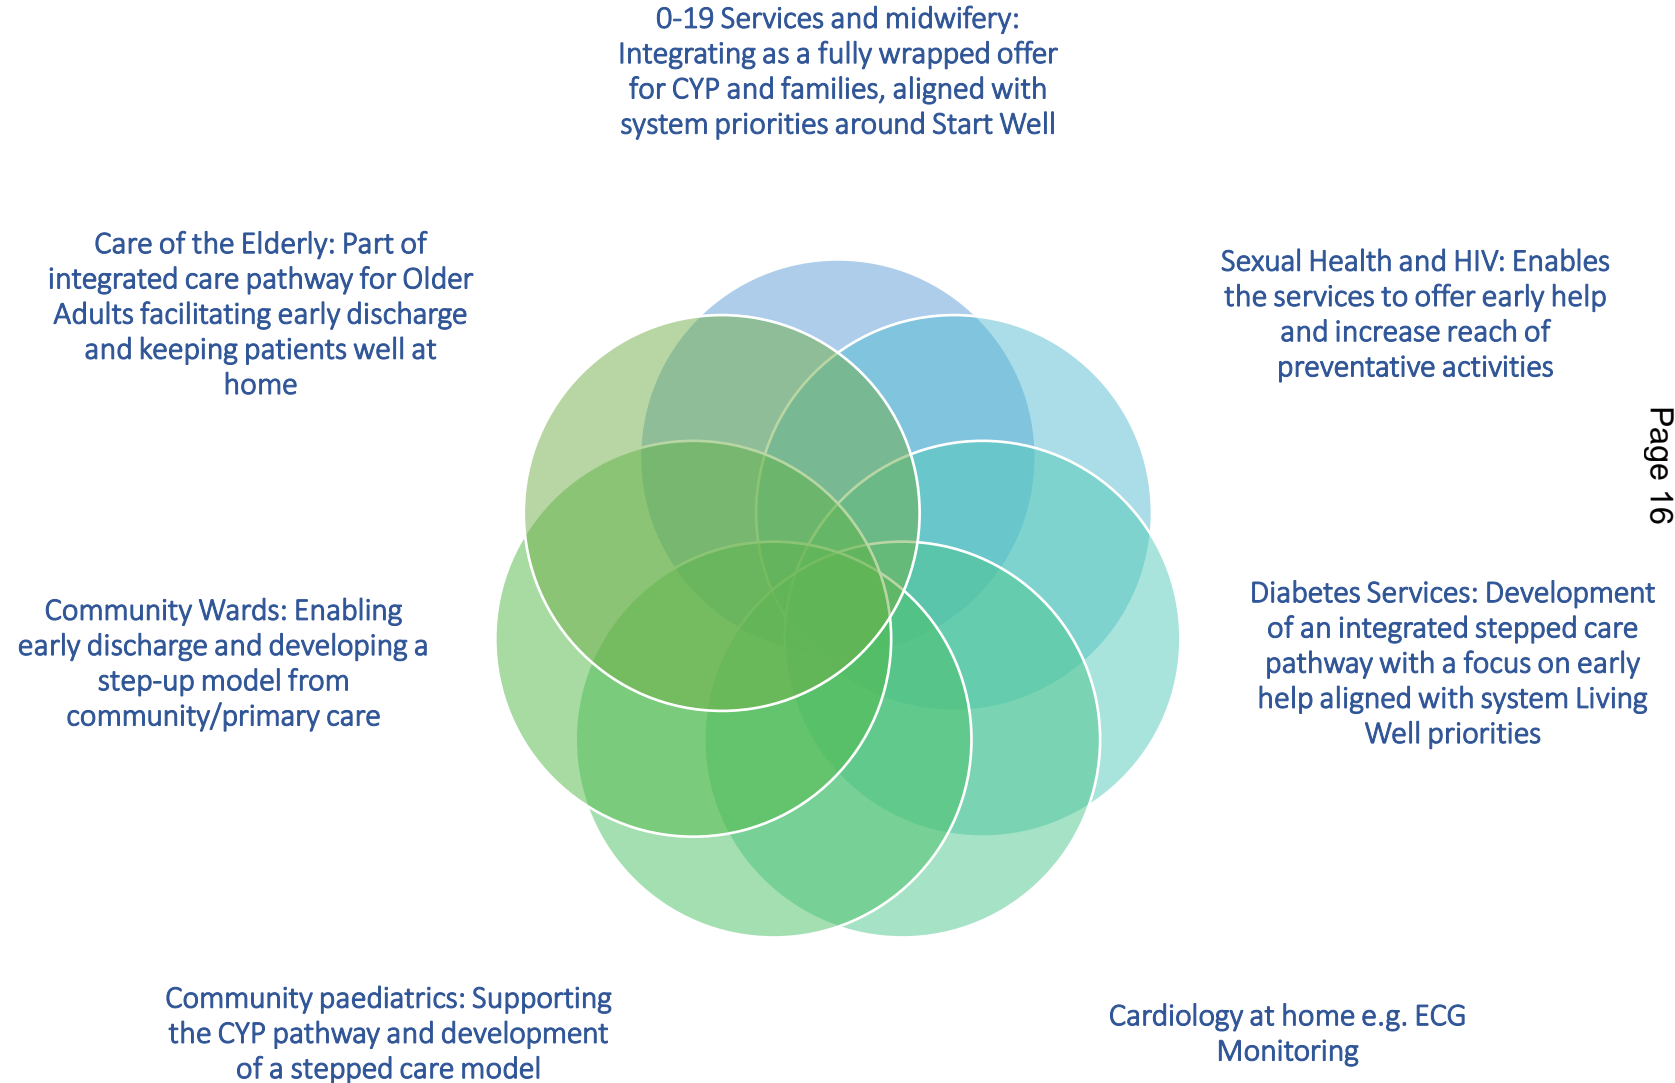 0-19 Services and midwifery:
Integrating as a fully wrapped offer
for CYP and families, aligned with
system priorities around Start Well
Care of the Elderly: Part of
integrated care pathway for Older
Adults facilitating early discharge
and keeping patients well at
home
Sexual Health and HIV: Enables
the services to offer early help
and increase reach of
preventative activities
Page 16
Community Wards: Enabling
early discharge and developing a
step-up model from
community/primary care
Diabetes Services: Development
of an integrated stepped care
pathway with a focus on early
help aligned with system Living
Well priorities
Community paediatrics: Supporting
the CYP pathway and development
of a stepped care model
Cardiology at home e.g. ECG
Monitoring